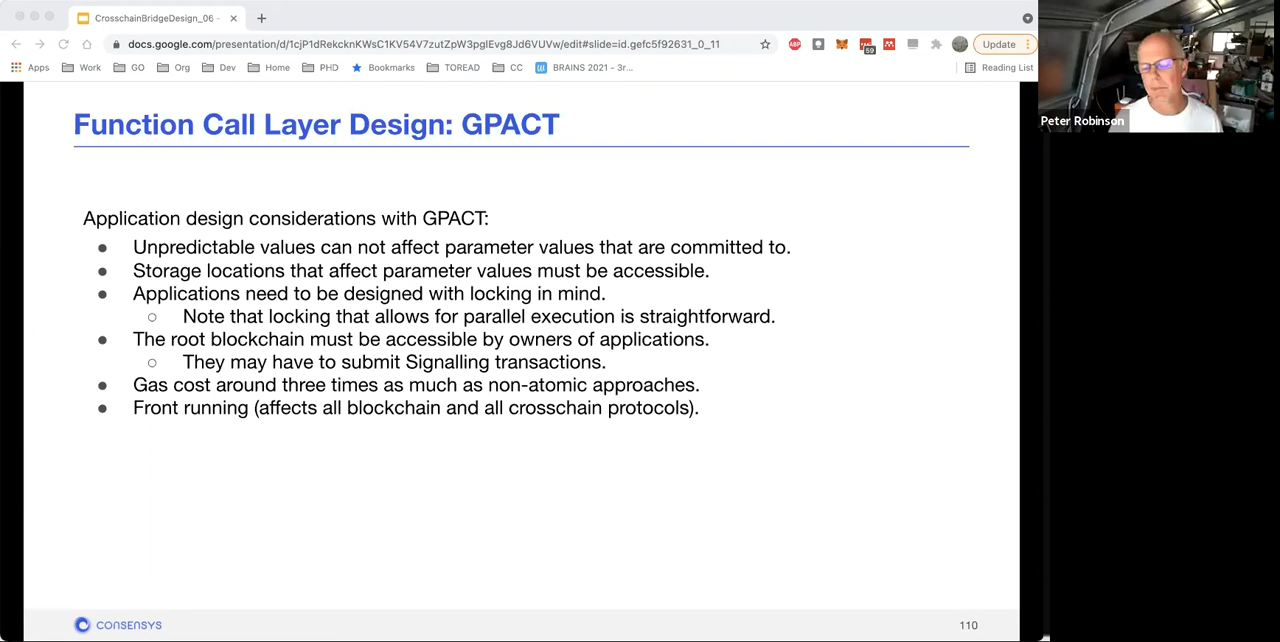 CrosschainBridgeDesign_06 -
docs.google.com/presentation/d/1cjP1dRekcknKWsC1KV54V7zutZpW3pglEvg8Jd6VUVw/edit#slide=id.gefc5f92631_0_11
ABP
59
Update
Apps
Work
GO
Org
Dev
Home
PHD
Bookmarks
TOREAD
CC
BRAINS 2021 - 3r...
Reading List
Peter Robinson
Function Call Layer Design: GPACT
Application design considerations with GPACT:
● Unpredictable values can not affect parameter values that are committed to.
● Storage locations that affect parameter values must be accessible.
● Applications need to be designed with locking in mind.
○ Note that locking that allows for parallel execution is straightforward.
● The root blockchain must be accessible by owners of applications.
○ They may have to submit Signalling transactions.
● Gas cost around three times as much as non-atomic approaches.
● Front running (affects all blockchain and all crosschain protocols).
CONSENSYS
110